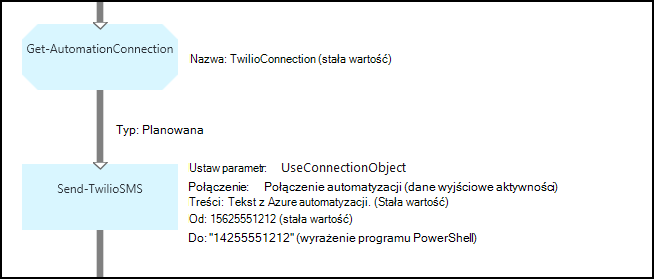 Get-AutomationConnection
Nazwa: TwilioConnection (stała wartość)
Typ: Planowana
Send-TwilioSMS
Ustaw parametr: UseConnectionObject
Połączenie: Połączenie automatyzacji (dane wyjściowe aktywności)
Treści: Tekst z Azure automatyzacji. (Stała wartość)
Od: 15625551212 (stała wartość)
Do: "14255551212" (wyrażenie programu PowerShell)